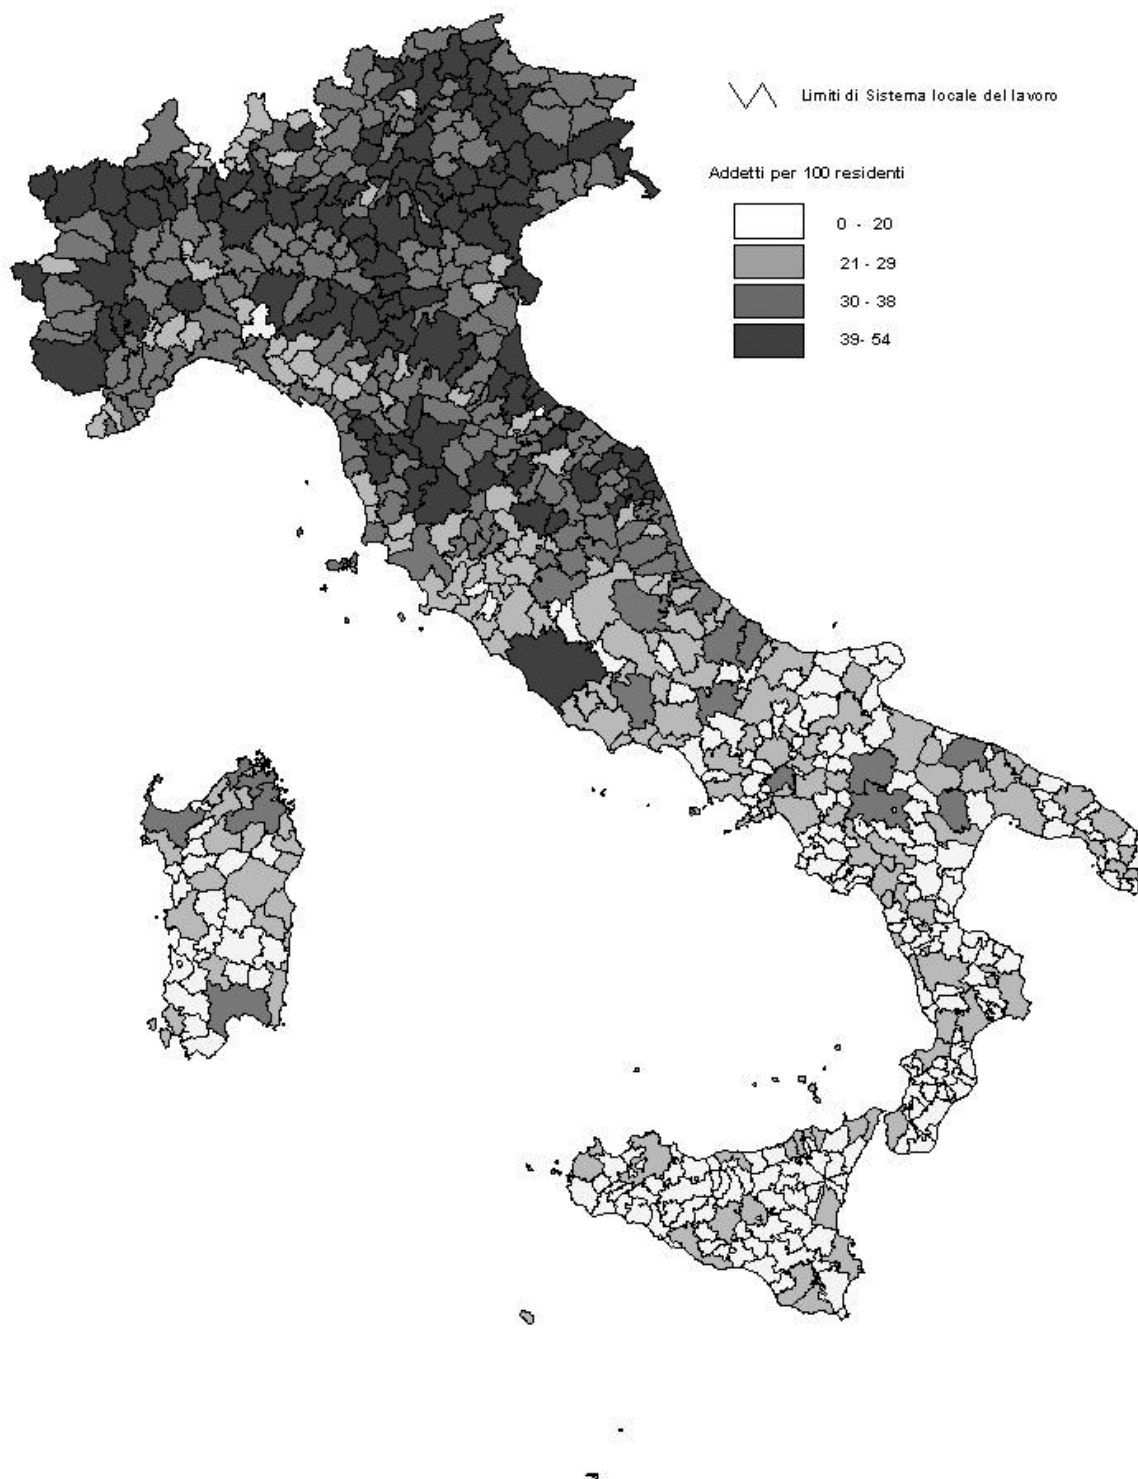 Limiti di Sistema locale del lavoro
Addetti per 100 residenti
0 - 20
21 - 29
30 - 38
39- 54